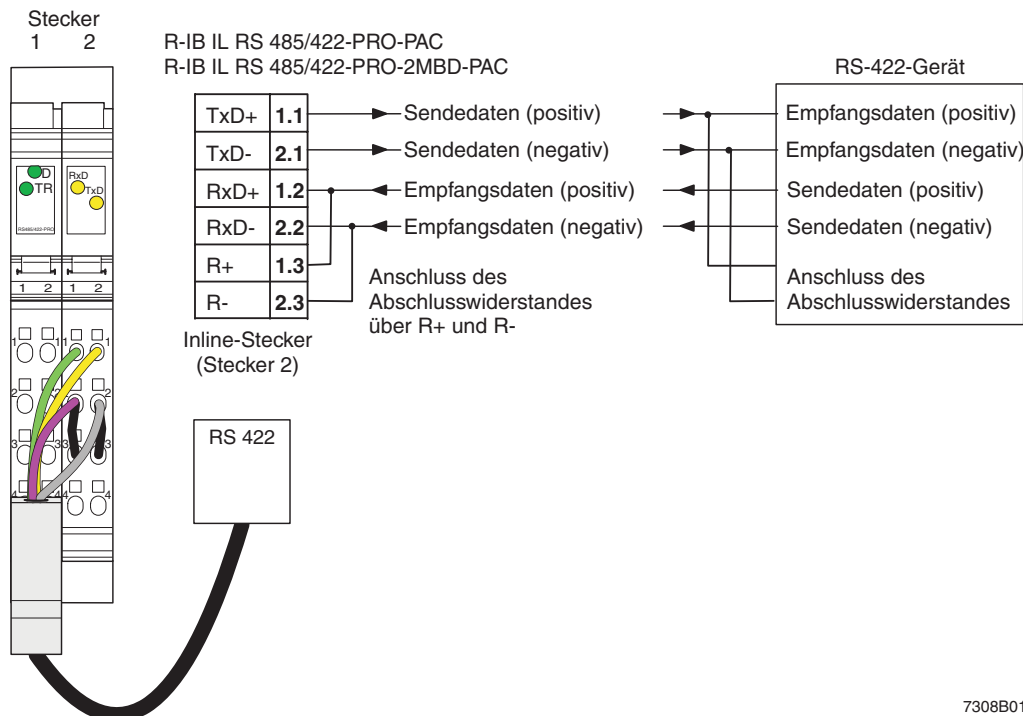 Stecker
1 2
R-IB IL RS 485/422-PRO-PAC
R-IB IL RS 485/422-PRO-2MBD-PAC
RS-422-Gerät
D
TR
RxD
TxD
RS485/422-PRO
1 2 1 2
1 1 1
2 2 2
3 3 3 3
4 4 4 4
TxD+ 1.1 Sendedaten (positiv) Empfangsdaten (positiv)
TxD- 2.1 Sendedaten (negativ) Empfangsdaten (negativ)
RxD+ 1.2 Empfangsdaten (positiv) Sendedaten (positiv)
RxD- 2.2 Empfangsdaten (negativ) Sendedaten (negativ)
R+ 1.3
R- 2.3
Anschluss des
Abschlusswiderstandes
über R+ und R-
Anschluss des
Abschlusswiderstandes
Inline-Stecker
(Stecker 2)
RS 422
7308B01